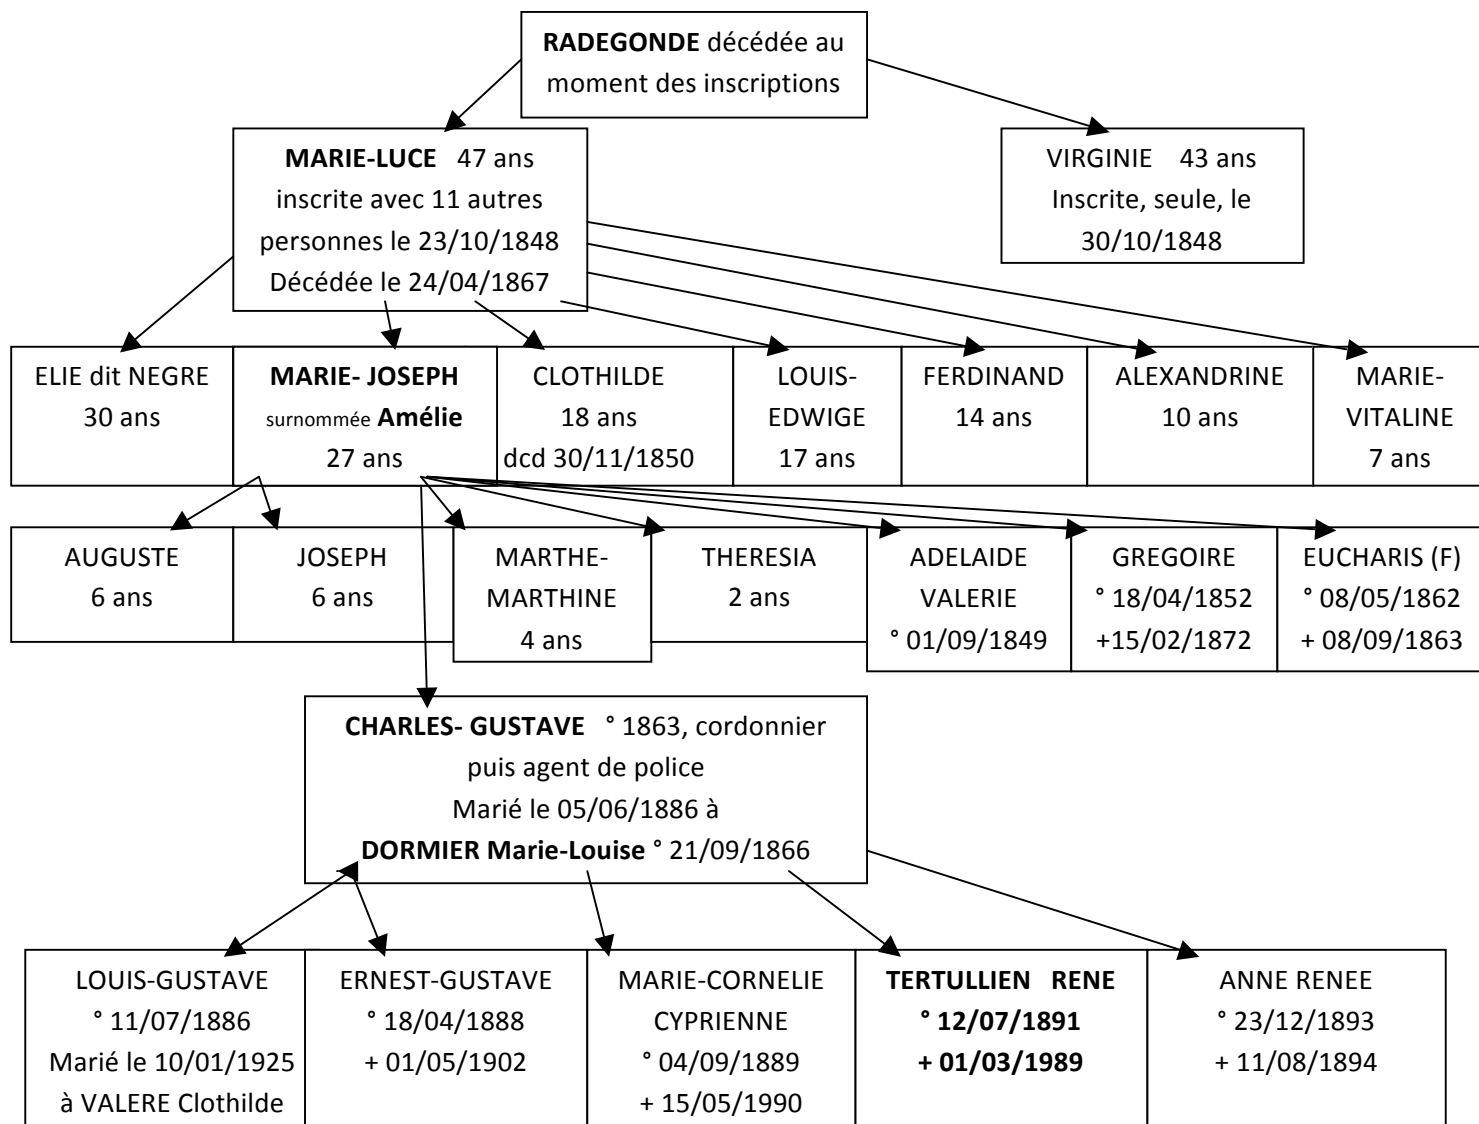 RADEGONDE décédée au
moment des inscriptions
MARIE-LUCE 47 ans
inscrite avec 11 autres
personnes le 23/10/1848
Décédée le 24/04/1867
VIRGINIE 43 ans
Inscrite, seule, le
30/10/1848
ELIE dit NEGRE
30 ans
MARIE- JOSEPH
surnommée Amélie
27 ans
CLOTHILDE
18 ans
dcd 30/11/1850
LOUIS-
EDWIGE
17 ans
FERDINAND
14 ans
ALEXANDRINE
10 ans
MARIE-
VITALINE
7 ans
AUGUSTE
6 ans
JOSEPH
6 ans
MARTHE-
MARTHINE
4 ans
THERESIA
2 ans
ADELAIDE
VALERIE
° 01/09/1849
GREGOIRE
° 18/04/1852
+15/02/1872
EUCHARIS (F)
° 08/05/1862
+ 08/09/1863
CHARLES- GUSTAVE ° 1863, cordonnier
puis agent de police
Marié le 05/06/1886 à
DORMIER Marie-Louise ° 21/09/1866
LOUIS-GUSTAVE
° 11/07/1886
Marié le 10/01/1925
à VALERE Clothilde
ERNEST-GUSTAVE
° 18/04/1888
+ 01/05/1902
MARIE-CORNELIE
CYPRIENNE
° 04/09/1889
+ 15/05/1990
TERTULLIEN RENE
° 12/07/1891
+ 01/03/1989
ANNE RENEE
° 23/12/1893
+ 11/08/1894